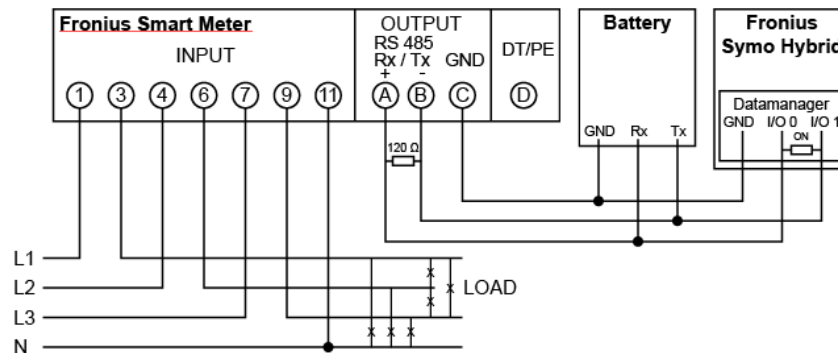 Fronius Smart Meter
INPUT
1 3 4 6 7 9 11
OUTPUT
RS 485
Rx / Tx GND
+ -
A B C
DT/PE
D
120 Ω
Battery
GND Rx Tx
Fronius
Symo Hybrid
Datamanager
GND I/O 0 I/O 1
ON
L1
L2
L3
N
LOAD